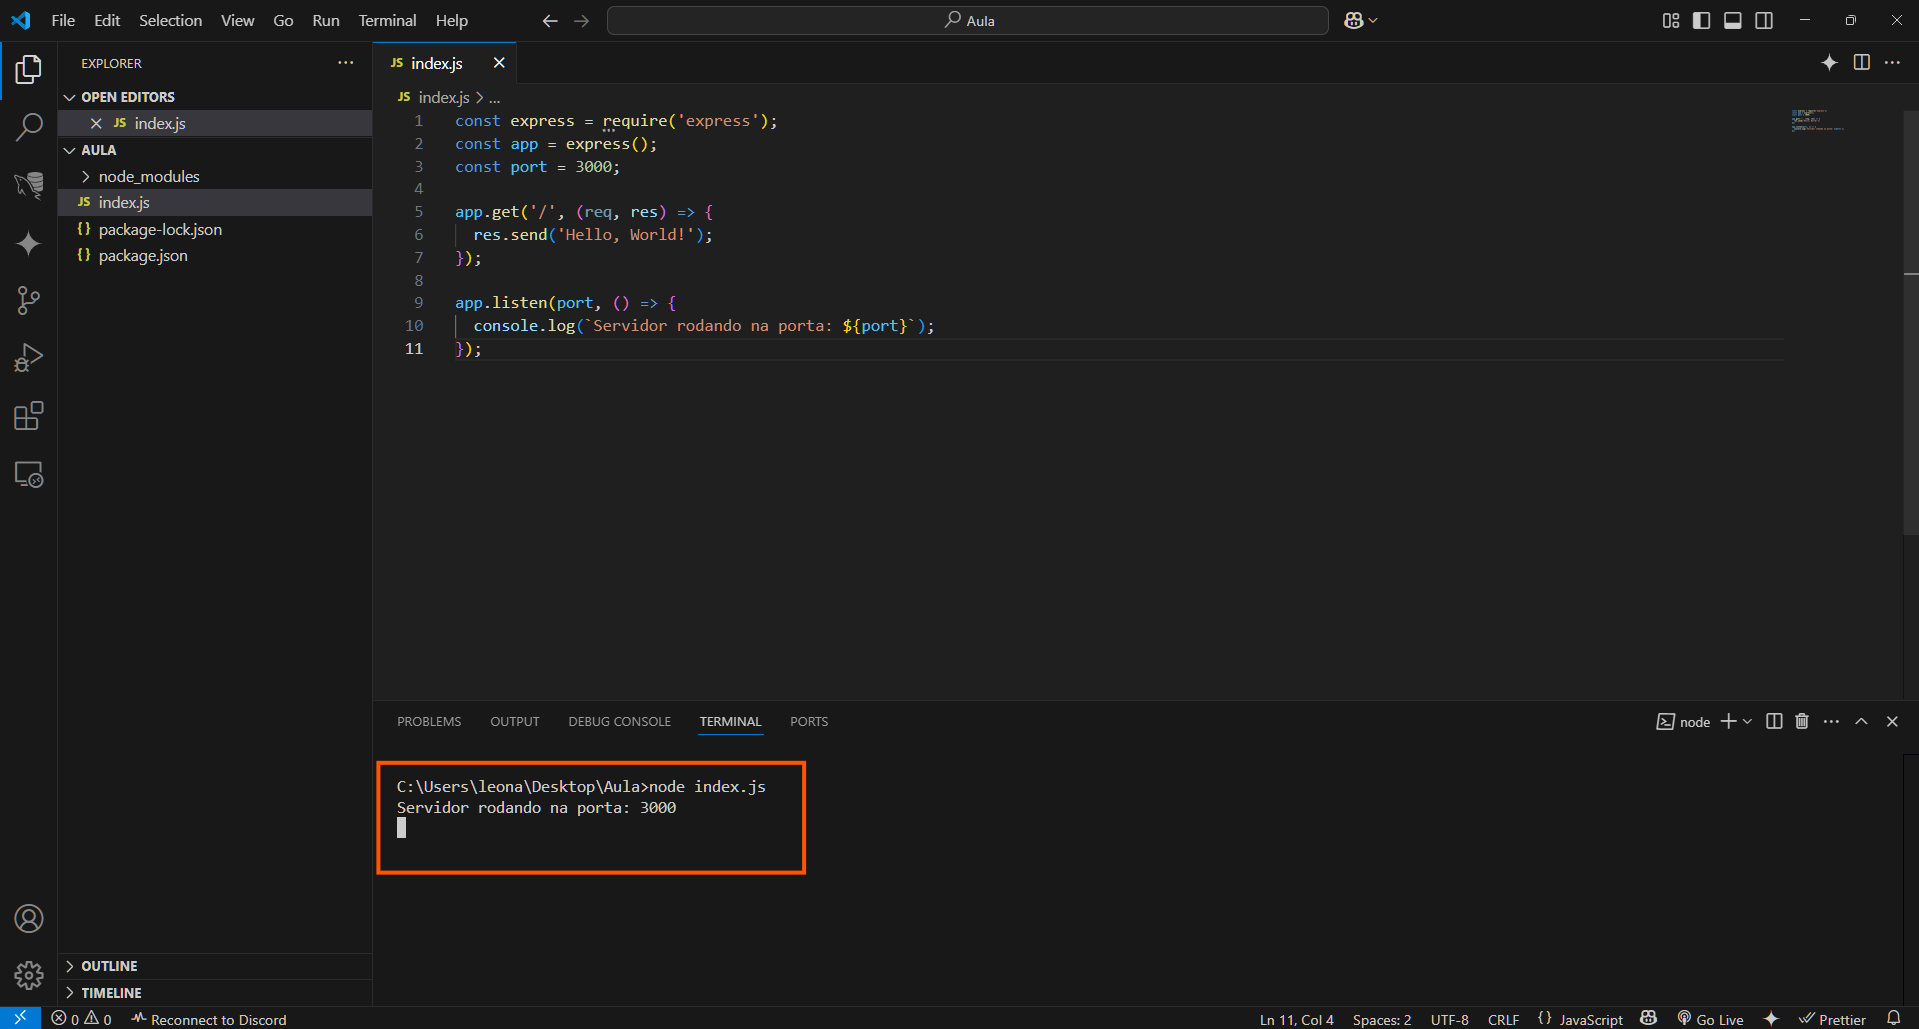 File Edit Selection View Go Run Terminal Help
Aula
EXPLORER
OPEN EDITORS
JS index.js
AULA
node_modules
JS index.js
{} package-lock.json
{} package.json
OUTLINE
TIMELINE
JS index.js
JS index.js > ...
1 const express = require('express');
2 const app = express();
3 const port = 3000;
4
5 app.get('/', (req, res) => {
6 res.send('Hello, World!');
7 });
8
9 app.listen(port, () => {
10 console.log(`Servidor rodando na porta: ${port}`);
11 });
PROBLEMS OUTPUT DEBUG CONSOLE TERMINAL PORTS
node
C:\Users\leona\Desktop\Aula>node index.js
Servidor rodando na porta: 3000
0 0 Reconnect to Discord
Ln 11, Col 4 Spaces: 2 UTF-8 CRLF {} JavaScript Go Live Prettier